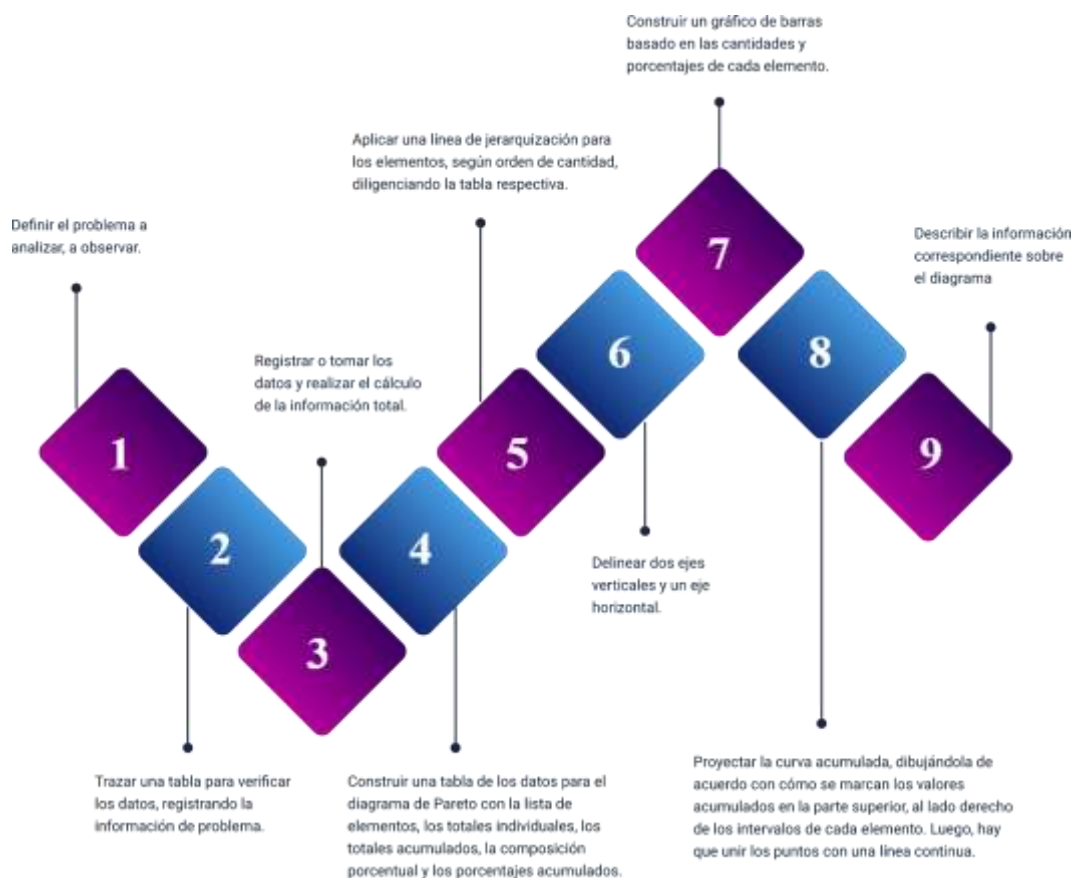 1
Definir el problema a
analizar, a observar.
2
Trazar una tabla para verificar
los datos, registrando la
información de problema.
3
Registrar o tomar los
datos y realizar el cálculo
de la información total.
4
Construir una tabla de los datos para el
diagrama de Pareto con la lista de
elementos, los totales individuales, los
totales acumulados, la composición
porcentual y los porcentajes acumulados.
5
Aplicar una línea de jerarquización para
los elementos, según orden de cantidad,
diligenciando la tabla respectiva.
6
Delinear dos ejes
verticales y un eje
horizontal.
7
Construir un gráfico de barras
basado en las cantidades y
porcentajes de cada elemento.
8
Proyectar la curva acumulada, dibujándola de
acuerdo con cómo se marcan los valores
acumulados en la parte superior, al lado derecho
de los intervalos de cada elemento. Luego, hay
que unir los puntos con una línea continua.
9
Describir la información
correspondiente sobre
el diagrama